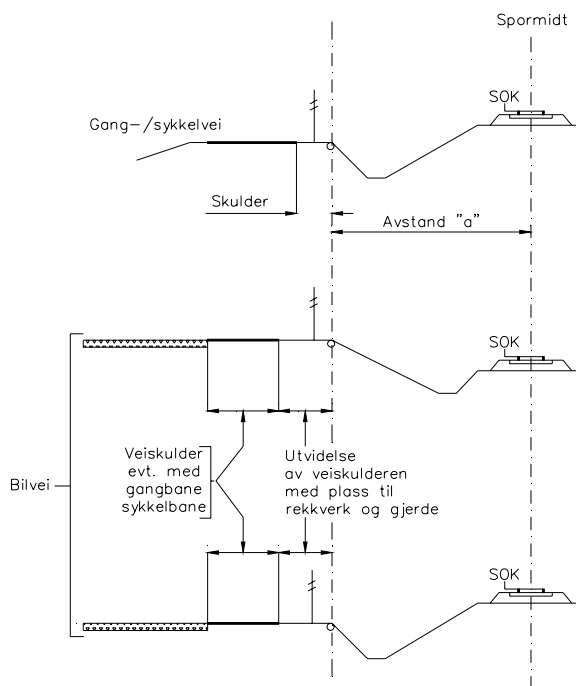 Spormidt
SOK
Gang-/sykkelvei
Skulder
Avstand "a"
SOK
Veiskulder
evt. med
gangbane
sykkelbane
Utvidelse
av veiskulderen
med plass til
rekkverk og gjerde
Bilvei
SOK